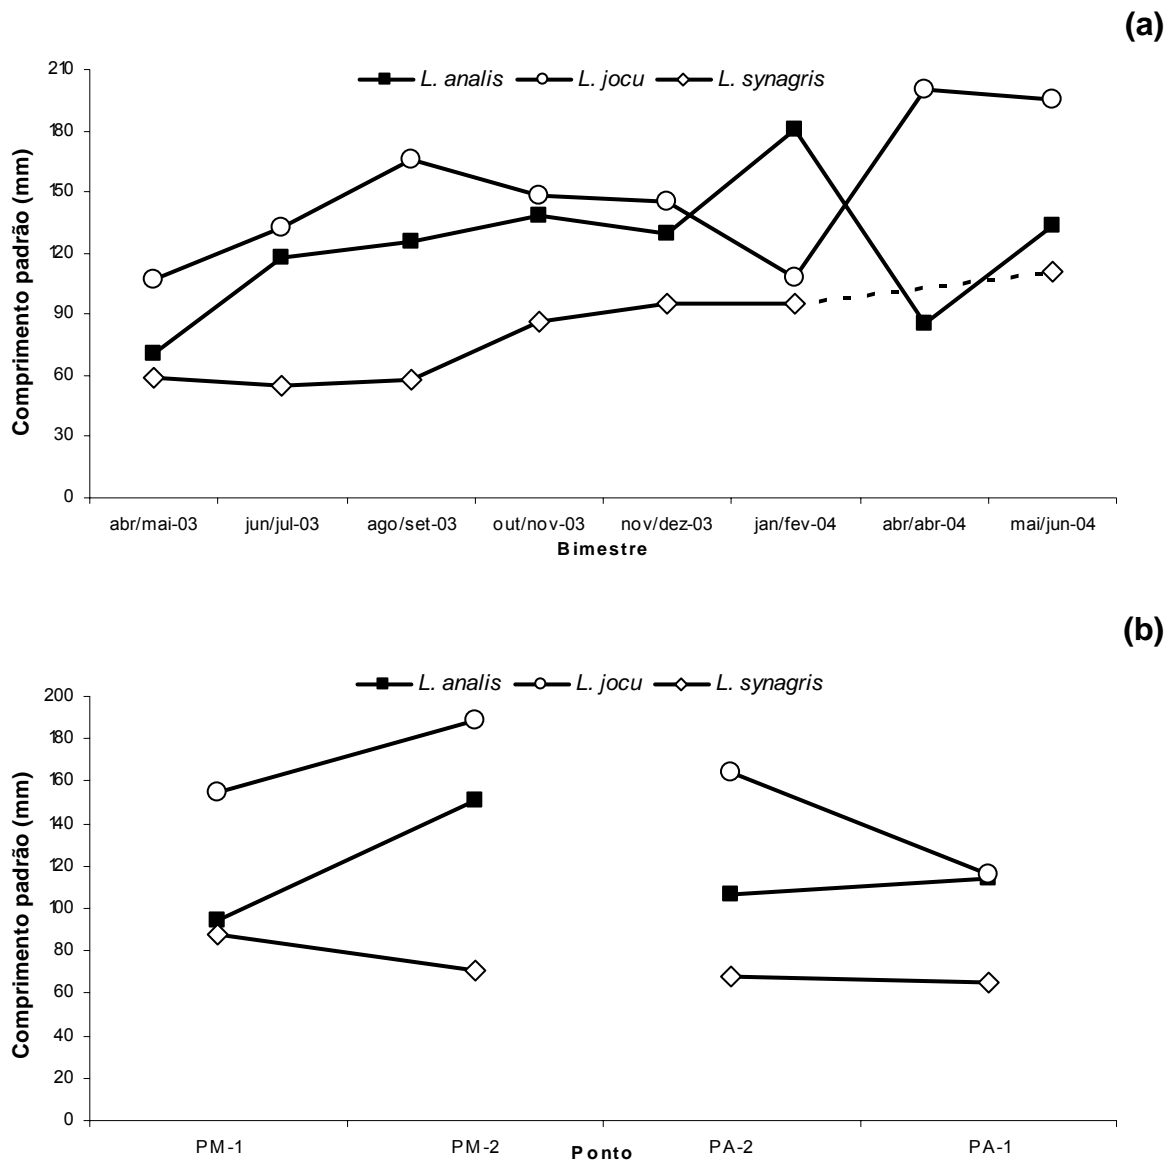 (a)
L. analis L. jocu L. synagris
210
180
150
120
90
60
30
0
Comprimento padrão (mm)
abr/mai-03 jun/jul-03 ago/set-03 out/nov-03 nov/dez-03 jan/fev-04 abr/abr-04 mai/jun-04
Bimestre
(b)
L. analis L. jocu L. synagris
200
180
160
140
120
100
80
60
40
20
0
Comprimento padrão (mm)
PM-1 PM-2 PA-2 PA-1
Ponto